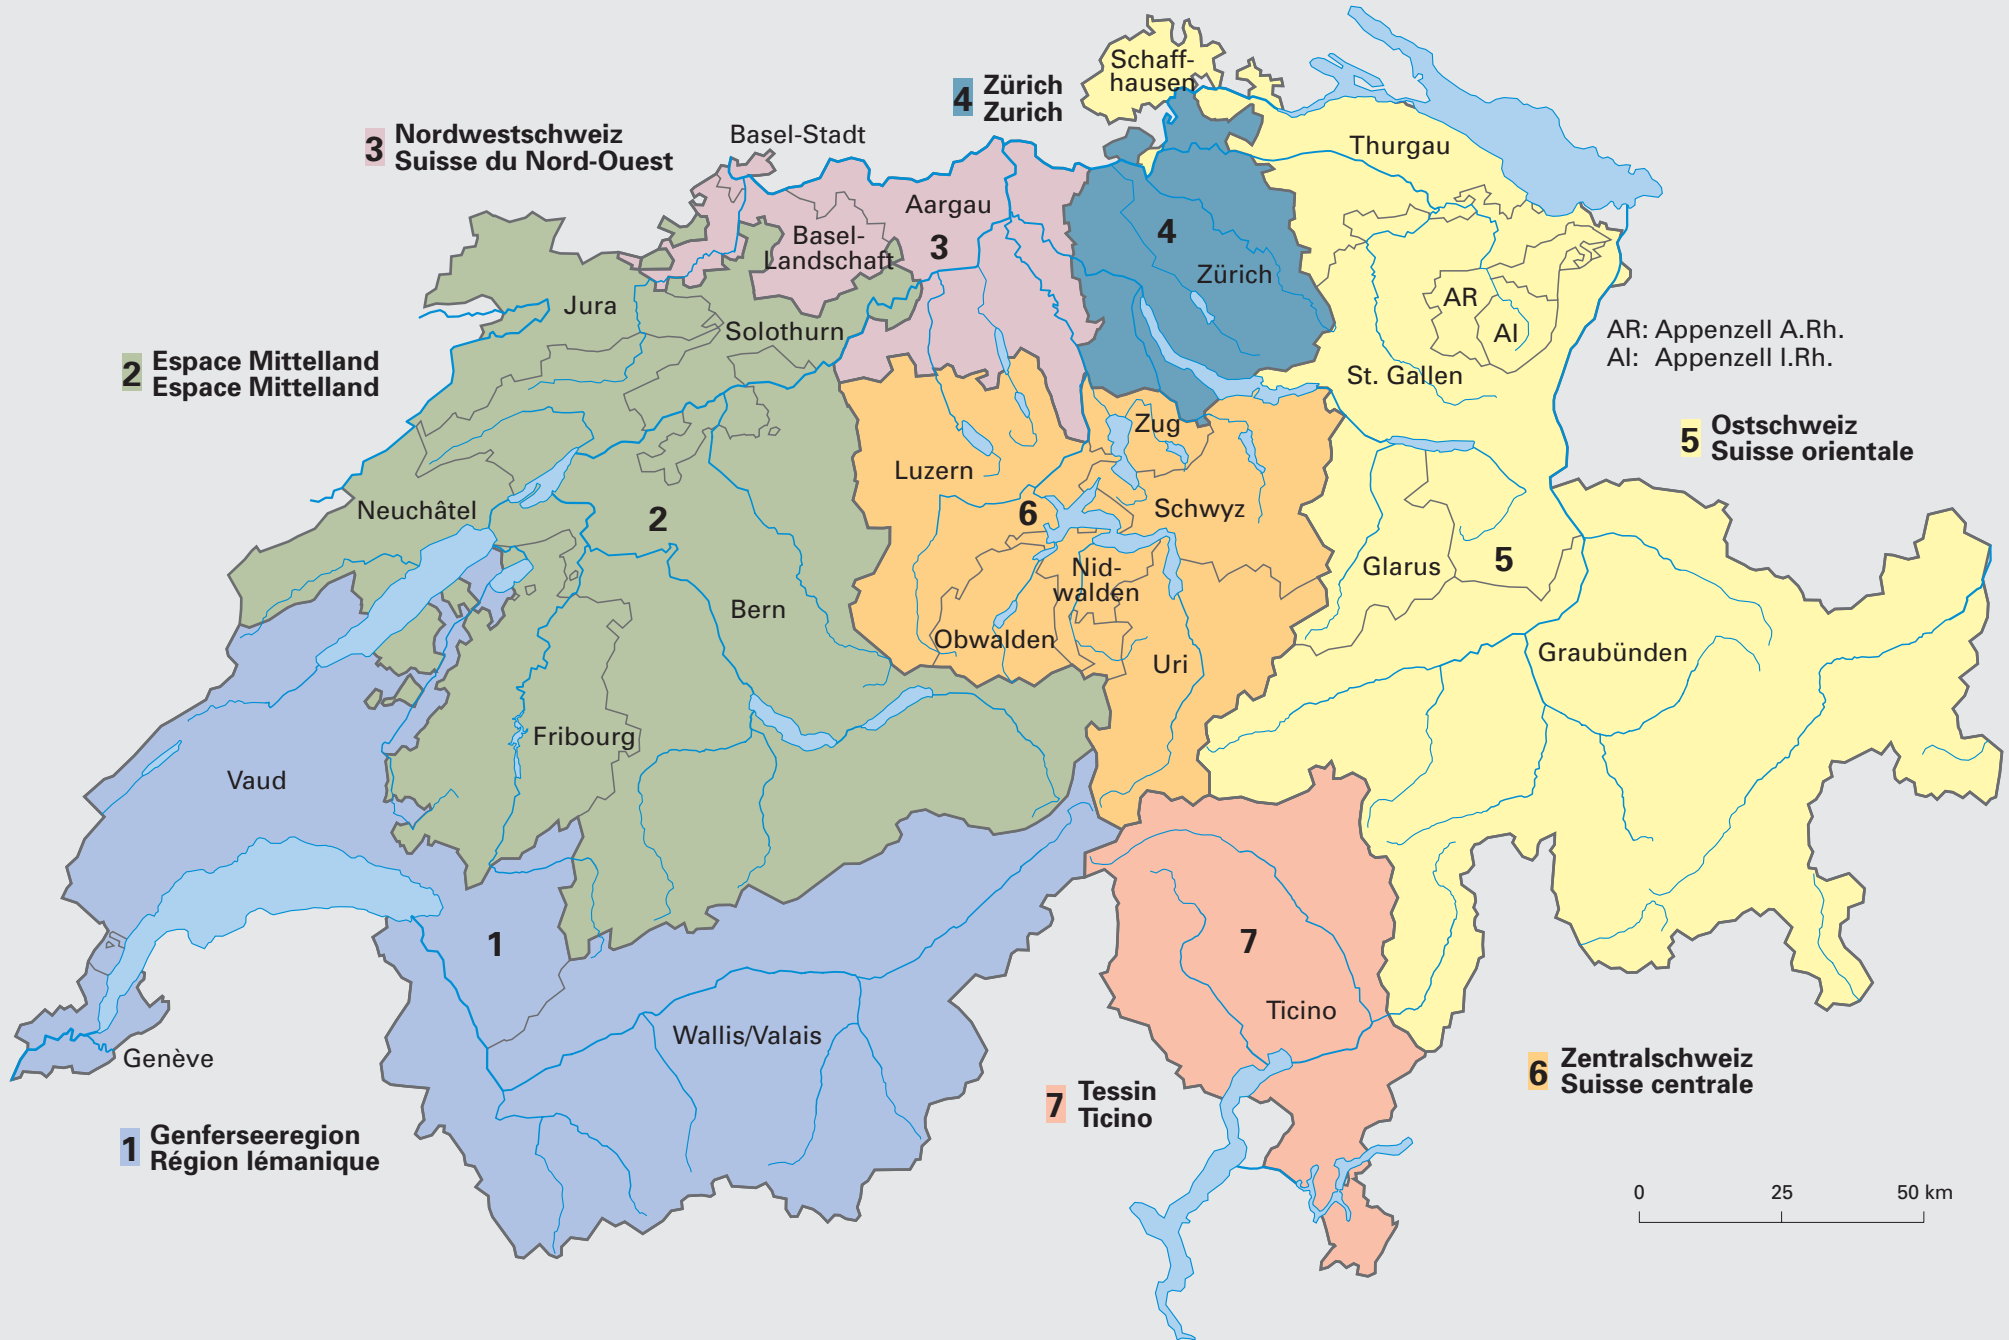 Schaff-
hausen
4 Zürich
Zurich
3 Nordwestschweiz
Suisse du Nord-Ouest
Basel-Stadt
Thurgau
Aargau
3
4
Zürich
Basel-
Landschaft
Jura
Solothurn
AR
AI
AR: Appenzell A.Rh.
AI: Appenzell I.Rh.
2 Espace Mittelland
Espace Mittelland
St. Gallen
5 Ostschweiz
Suisse orientale
Zug
Luzern
Neuchâtel
2
6
Schwyz
Glarus
5
Nid-
walden
Bern
Obwalden
Uri
Graubünden
Fribourg
Vaud
1
7
Ticino
Wallis/Valais
Genève
6 Zentralschweiz
Suisse centrale
7 Tessin
Ticino
1 Genferseeregion
Région lémanique
0 25 50 km